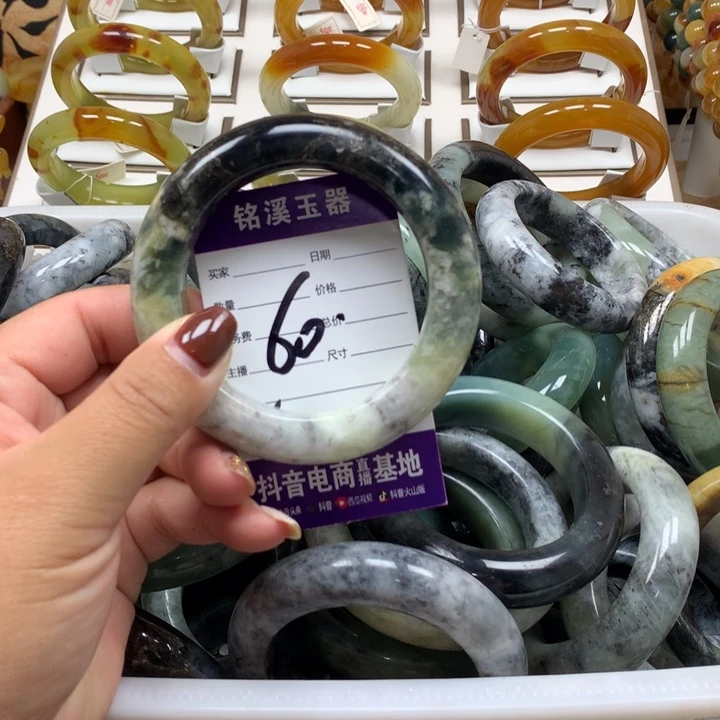 铭溪玉器
买家 日期
数量 价格
60.
务费 总价
主播 尺寸
抖音电商直播基地
抖音 西瓜视频 抖音火山版